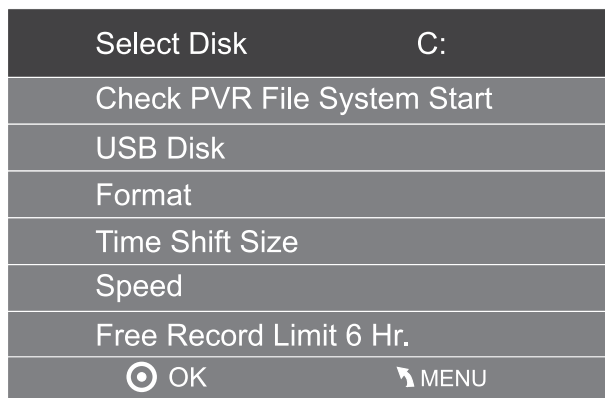 Select Disk C:
Check PVR File System Start
USB Disk
Format
Time Shift Size
Speed
Free Record Limit 6 Hr.
OK MENU